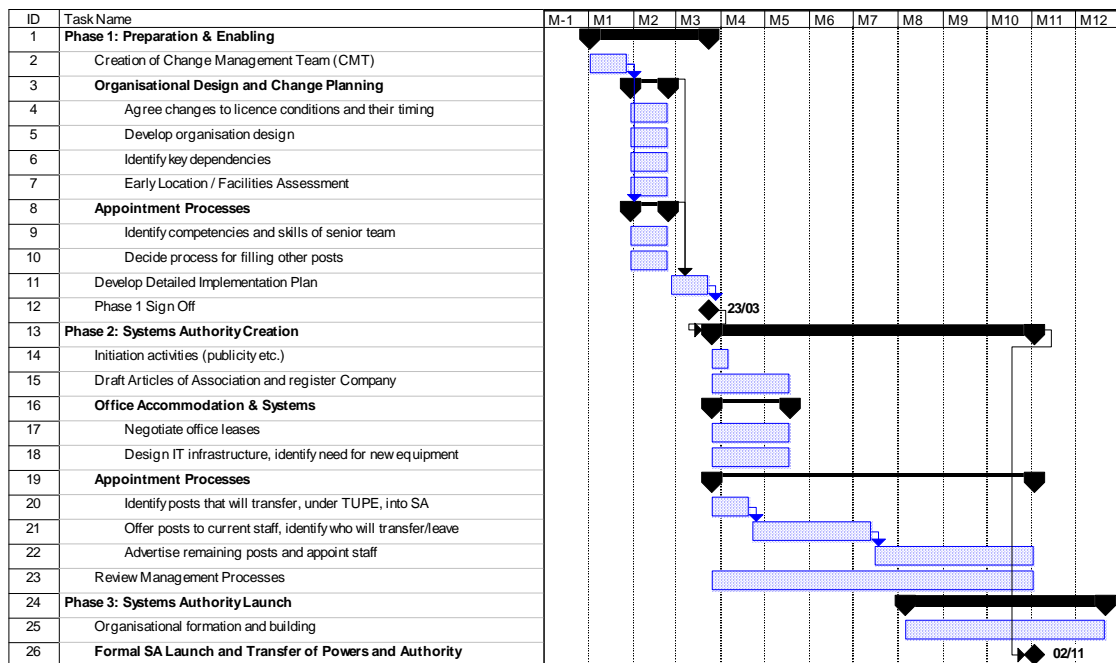 ID Task Name M-1 M1 M2 M3 M4 M5 M6 M7 M8 M9 M10 M11 M12
1 Phase 1: Preparation & Enabling
2 Creation of Change Management Team (CMT)
3 Organisational Design and Change Planning
4 Agree changes to licence conditions and their timing
5 Develop organisation design
6 Identify key dependencies
7 Early Location / Facilities Assessment
8 Appointment Processes
9 Identify competencies and skills of senior team
10 Decide process for filling other posts
11 Develop Detailed Implementation Plan
12 Phase 1 Sign Off 23/03
13 Phase 2: Systems Authority Creation
14 Initiation activities (publicity etc.)
15 Draft Articles of Association and register Company
16 Office Accommodation & Systems
17 Negotiate office leases
18 Design IT infrastructure, identify need for new equipment
19 Appointment Processes
20 Identify posts that will transfer, under TUPE, into SA
21 Offer posts to current staff, identify who will transfer/leave
22 Advertise remaining posts and appoint staff
23 Review Management Processes
24 Phase 3: Systems Authority Launch
25 Organisational formation and building
26 Formal SA Launch and Transfer of Powers and Authority 02/11